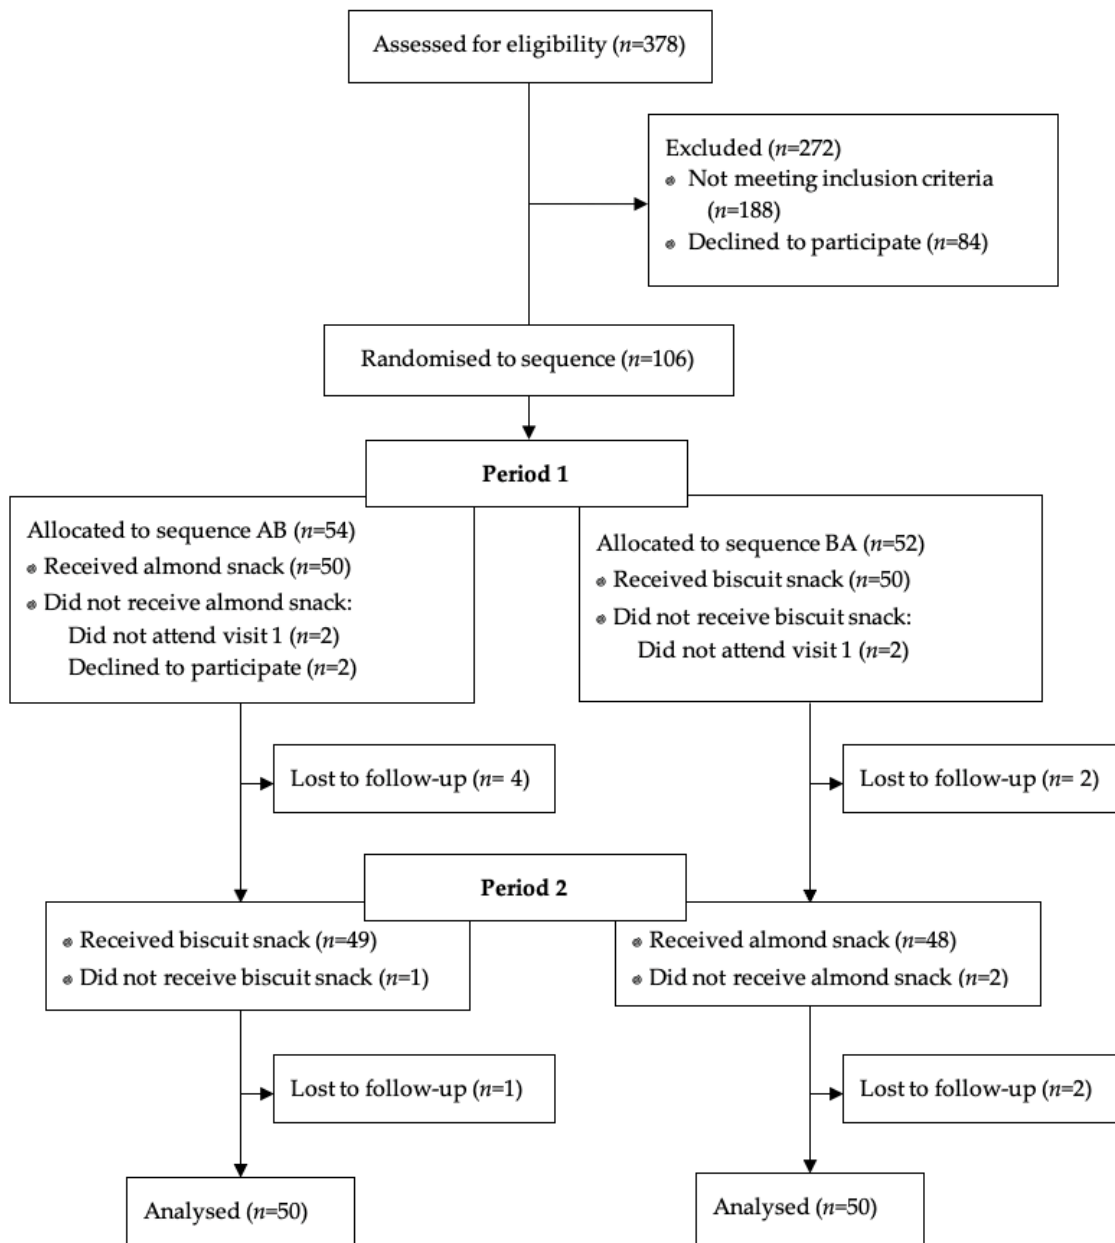 Assessed for eligibility (n=378)
Excluded (n=272)
• Not meeting inclusion criteria
(n=188)
• Declined to participate (n=84)
Randomised to sequence (n=106)
Period 1
Allocated to sequence AB (n=54)
• Received almond snack (n=50)
• Did not receive almond snack:
Did not attend visit 1 (n=2)
Declined to participate (n=2)
Allocated to sequence BA (n=52)
• Received biscuit snack (n=50)
• Did not receive biscuit snack:
Did not attend visit 1 (n=2)
Lost to follow-up (n= 4)
Lost to follow-up (n= 2)
Period 2
• Received biscuit snack (n=49)
• Did not receive biscuit snack (n=1)
• Received almond snack (n=48)
• Did not receive almond snack (n=2)
Lost to follow-up (n=1)
Lost to follow-up (n=2)
Analysed (n=50)
Analysed (n=50)